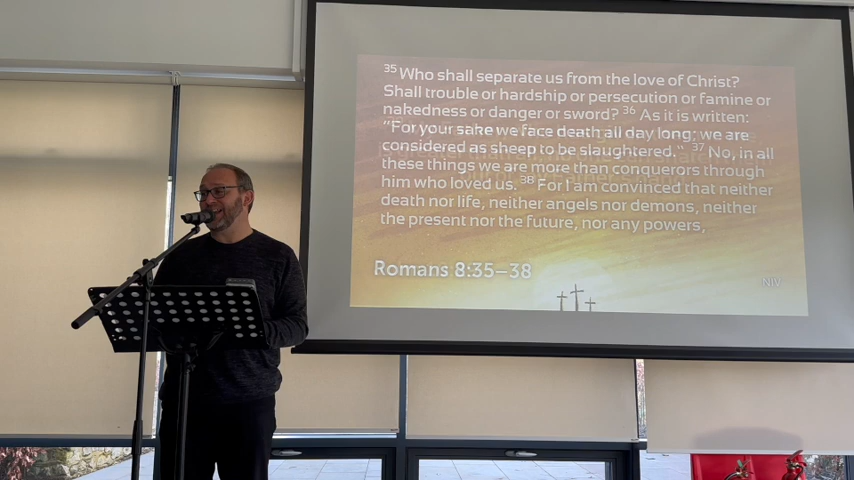 35 Who shall separate us from the love of Christ?
Shall trouble or hardship or persecution or famine or
nakedness or danger or sword? 36 As it is written:
“For your sake we face death all day long; we are
considered as sheep to be slaughtered.” 37 No, in all
these things we are more than conquerors through
him who loved us. 38 For I am convinced that neither
death nor life, neither angels nor demons, neither
the present nor the future, nor any powers,
Romans 8:35–38
NIV